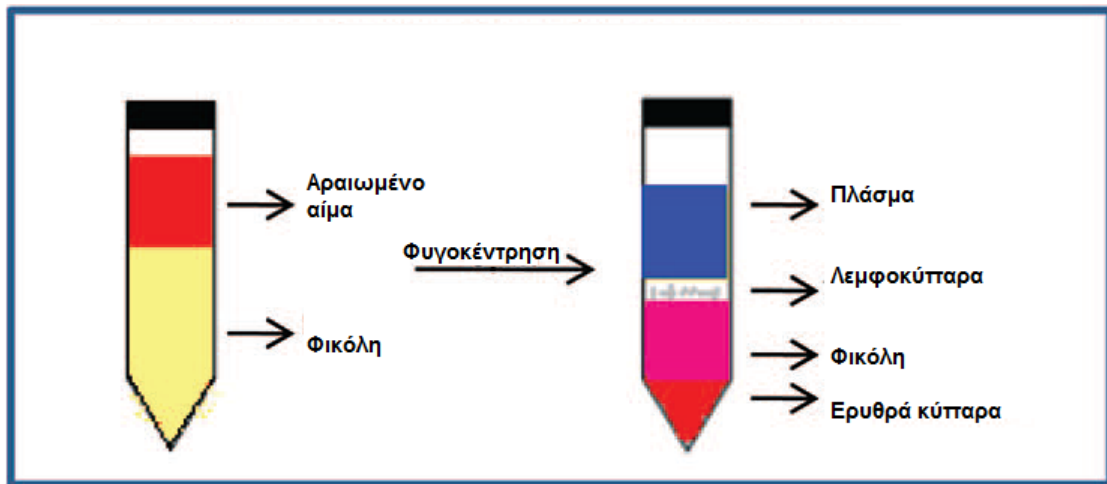 Αραιωμένο
αίμα
Φικόλη
Φυγοκέντρηση
Πλάσμα
Λεμφοκύτταρα
Φικόλη
Ερυθρά κύτταρα